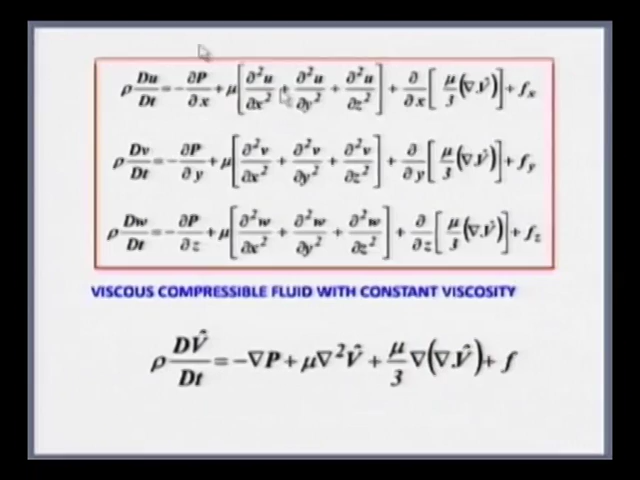 ρ Du/Dt = −∂P/∂x + μ[∂²u/∂x² + ∂²u/∂y² + ∂²u/∂z²] + ∂/∂x[μ/3 (∇.V̂)] + fₓ
ρ Dv/Dt = −∂P/∂y + μ[∂²v/∂x² + ∂²v/∂y² + ∂²v/∂z²] + ∂/∂y[μ/3 (∇.V̂)] + f_y
ρ Dw/Dt = −∂P/∂z + μ[∂²w/∂x² + ∂²w/∂y² + ∂²w/∂z²] + ∂/∂z[μ/3 (∇.V̂)] + f_z
VISCOUS COMPRESSIBLE FLUID WITH CONSTANT VISCOSITY
ρ DV̂/Dt = −∇P + μ∇²V̂ + μ/3 ∇(∇.V̂) + f